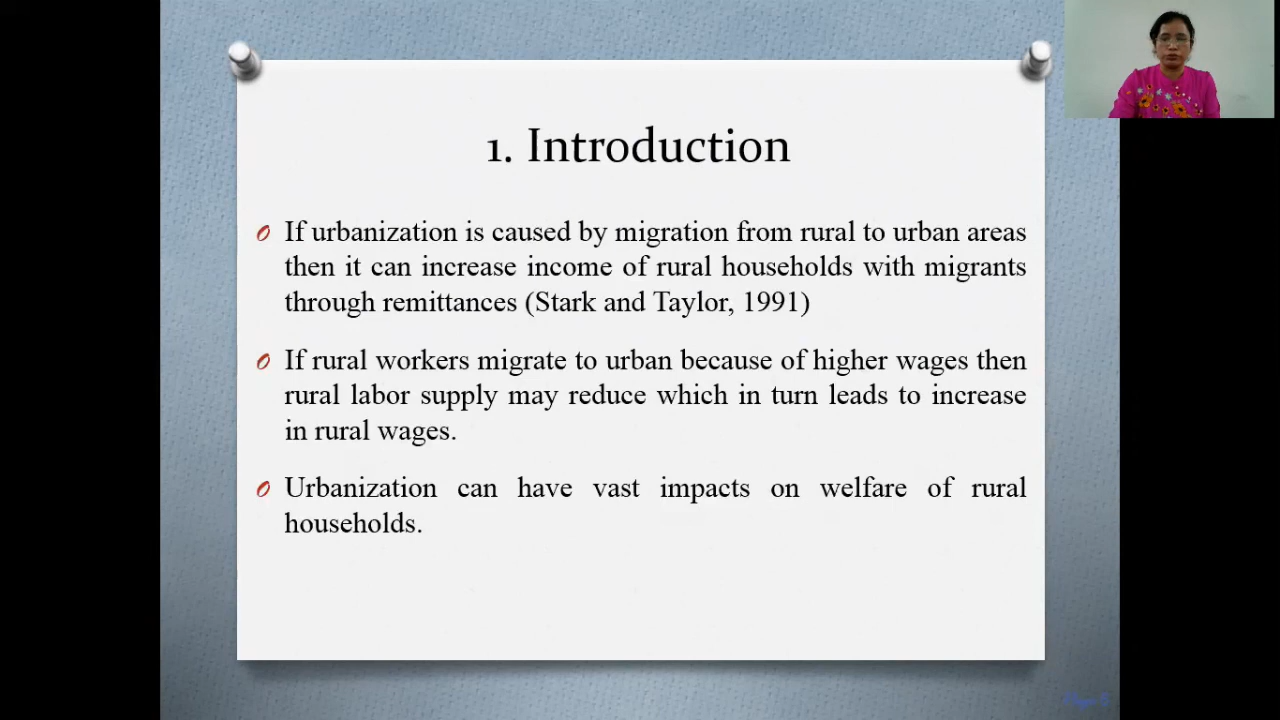 1. Introduction
If urbanization is caused by migration from rural to urban areas
then it can increase income of rural households with migrants
through remittances (Stark and Taylor, 1991)
If rural workers migrate to urban because of higher wages then
rural labor supply may reduce which in turn leads to increase
in rural wages.
Urbanization can have vast impacts on welfare of rural
households.